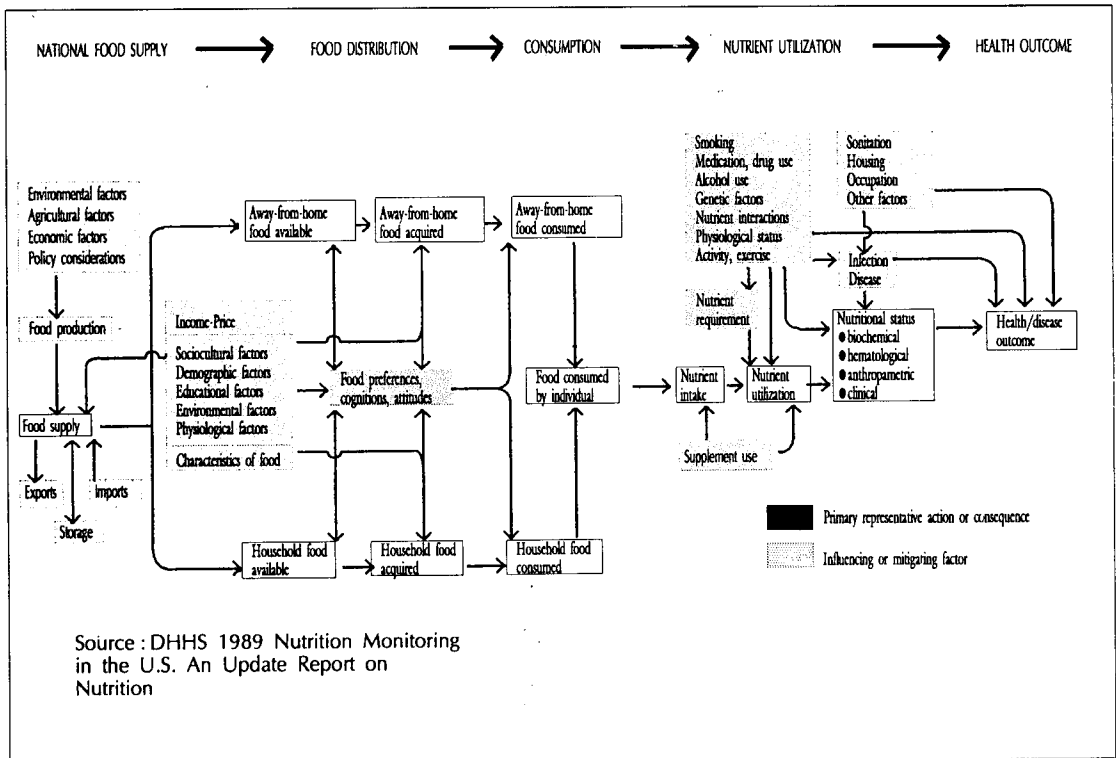 NATIONAL FOOD SUPPLY
FOOD DISTRIBUTION
CONSUMPTION
NUTRIENT UTILIZATION
HEALTH OUTCOME
Environmental factors
Agricultural factors
Economic factors
Policy considerations
Food production
Food supply
Exports
Imports
Storage
Away-from-home
food available
Away-from-home
food acquired
Away-from-home
food consumed
Income-Price
Sociocultural factors
Demographic factors
Educational factors
Environmental factors
Physiological factors
Characteristics of food
Food preferences,
cognitions, attitudes
Household food
available
Household food
acquired
Household food
consumed
Food consumed
by individual
Smoking
Medication, drug use
Alcohol use
Genetic factors
Nutrient interactions
Physiological status
Activity, exercise
Sonitation
Housing
Occupation
Other factors
Infection
Disease
Nutrient
requirement
Nutrient
intake
Nutrient
utilization
Supplement use
Nutritional status
●biochemical
●hematological
●anthropametric
●clinical
Health/disease
outcome
Primary representative action or consequence
Influencing or mitigating factor
Source : DHHS 1989 Nutrition Monitoring
in the U.S. An Update Report on
Nutrition